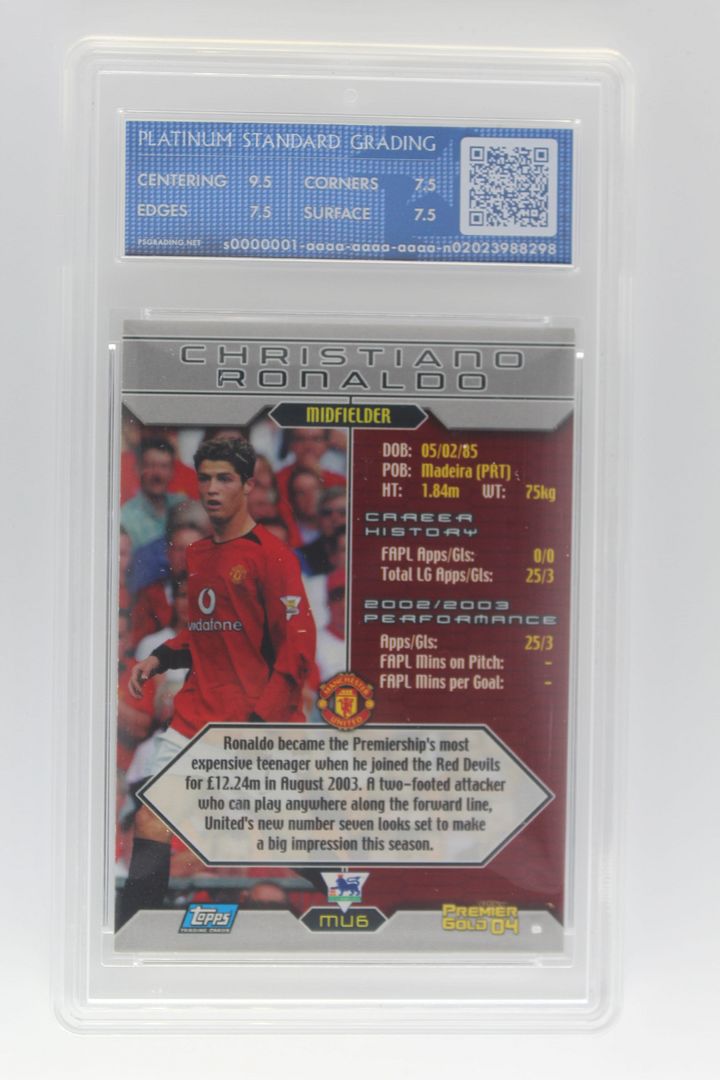 PLATINUM STANDARD GRADING
CENTERING 9.5 CORNERS 7.5
EDGES 7.5 SURFACE 7.5
PSGRADING.NET s0000001-aaaa-aaaa-aaaa-n02023988298
CHRISTIANO
RONALDO
MIDFIELDER
DOB: 05/02/85
POB: Madeira (PRT)
HT: 1.84m WT: 75kg
CAREER
HISTORY
FAPL Apps/Gls: 0/0
Total LG Apps/Gls: 25/3
2002/2003
PERFORMANCE
Apps/Gls: 25/3
FAPL Mins on Pitch: -
FAPL Mins per Goal: -
vodafone
MANCHESTER
UNITED
Ronaldo became the Premiership's most
expensive teenager when he joined the Red Devils
for £12.24m in August 2003. A two-footed attacker
who can play anywhere along the forward line,
United's new number seven looks set to make
a big impression this season.
Topps
TRADING CARDS
MU6
PREMIER
GOLD 04